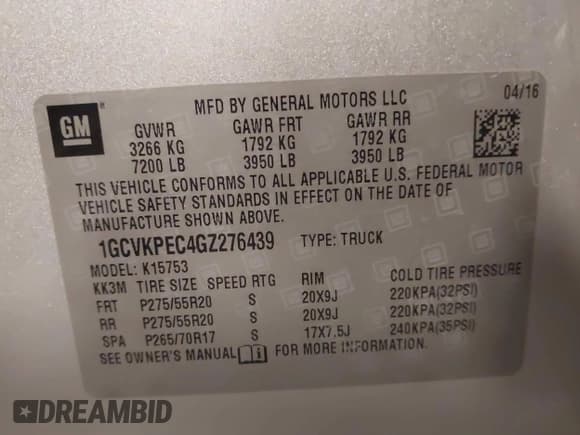 GM
MFD BY GENERAL MOTORS LLC 04/16
GVWR GAWR FRT GAWR RR
3266 KG 1792 KG 1792 KG
7200 LB 3950 LB 3950 LB
THIS VEHICLE CONFORMS TO ALL APPLICABLE U.S. FEDERAL MOTOR
VEHICLE SAFETY STANDARDS IN EFFECT ON THE DATE OF
MANUFACTURE SHOWN ABOVE.
1GCVKPEC4GZ276439 TYPE: TRUCK
MODEL: K15753
KK3M TIRE SIZE SPEED RTG RIM COLD TIRE PRESSURE
FRT P275/55R20 S 20X9J 220KPA(32PSI)
RR P275/55R20 S 20X9J 220KPA(32PSI)
SPA P265/70R17 S 17X7.5J 240KPA(35PSI)
SEE OWNER'S MANUAL FOR MORE INFORMATION.
DREAMBID